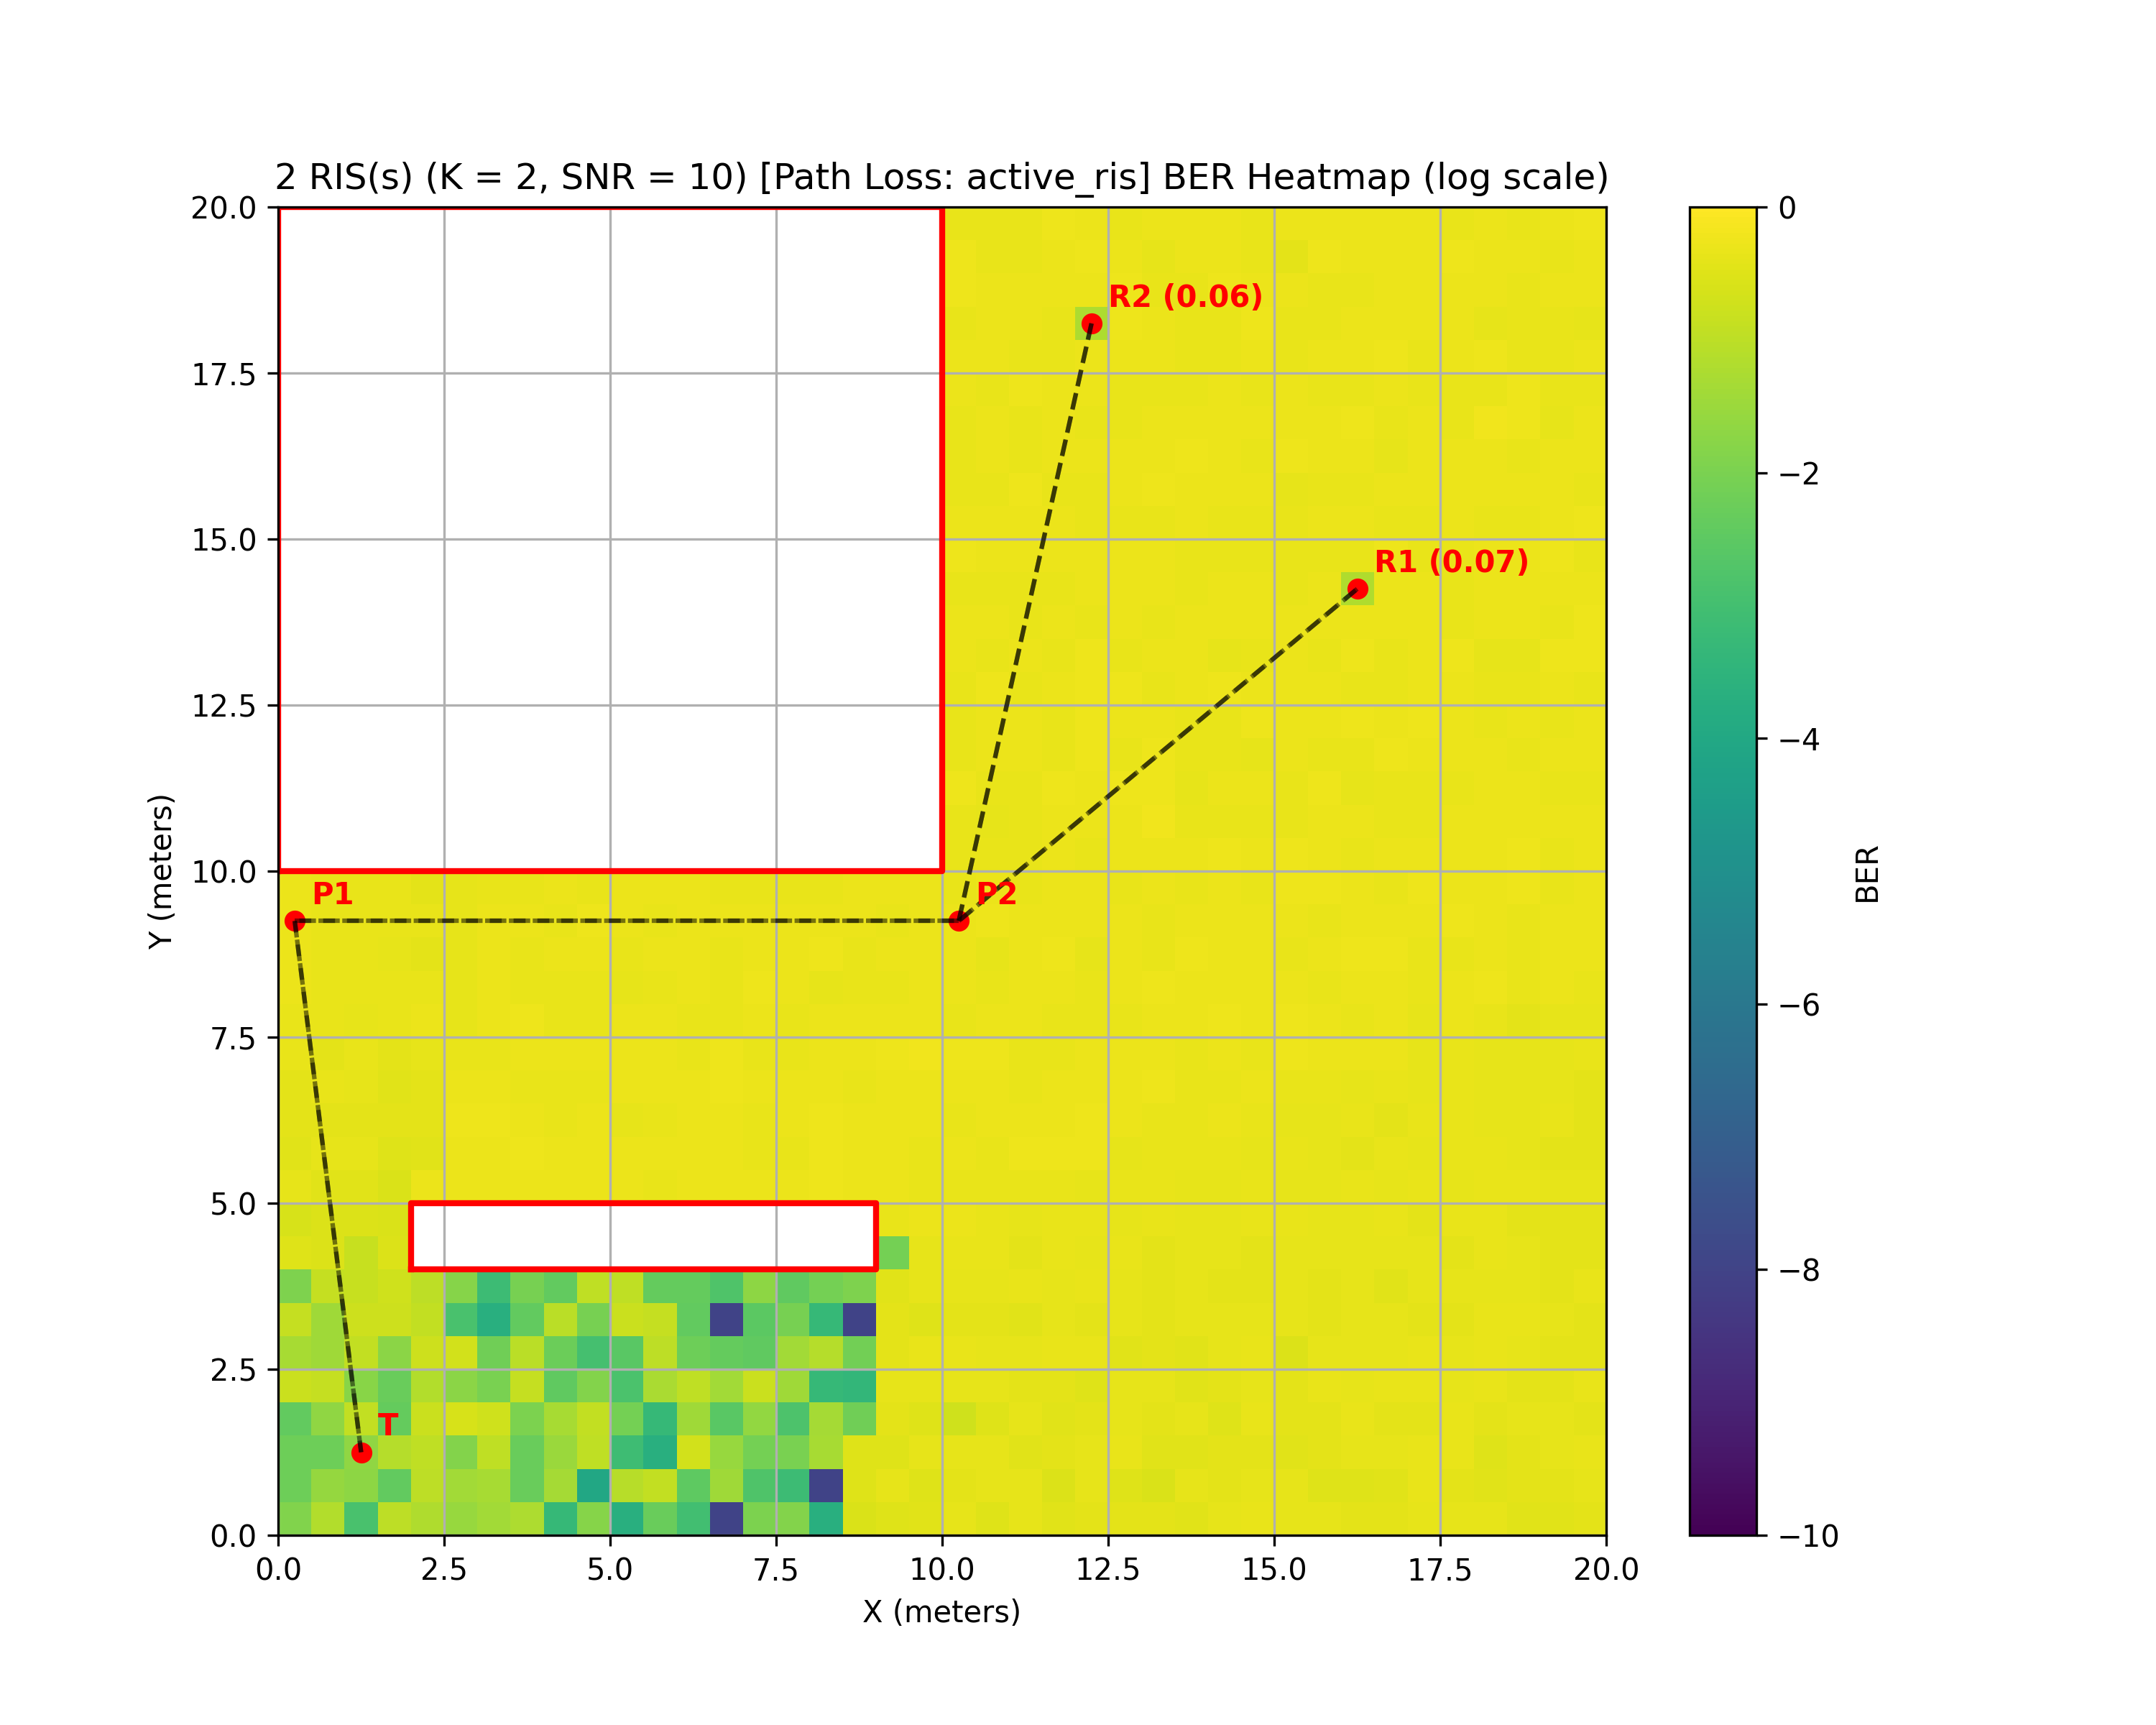 2 RIS(s) (K = 2, SNR = 10) [Path Loss: active_ris] BER Heatmap (log scale)
20.0
17.5
15.0
12.5
10.0
7.5
5.0
2.5
0.0
Y (meters)
R2 (0.06)
R1 (0.07)
P1
P2
T
0.0
2.5
5.0
7.5
10.0
12.5
15.0
17.5
20.0
X (meters)
0
−2
−4
−6
−8
−10
BER